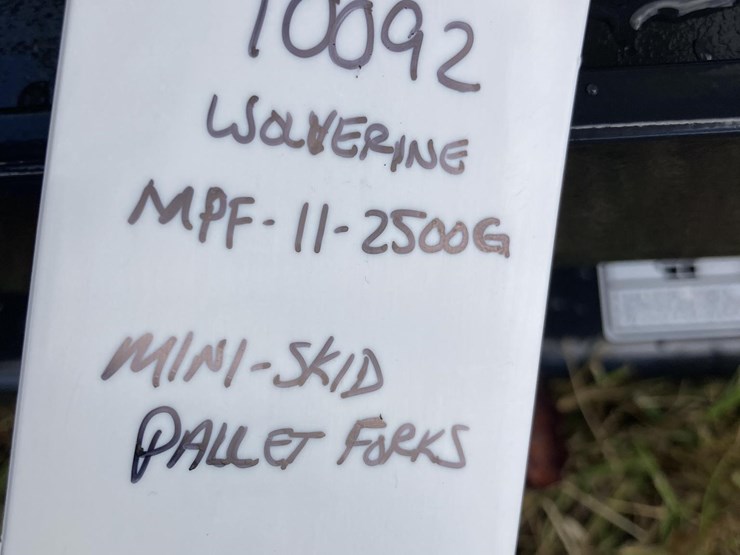 10092
WOLVERINE
MPF-11-2500G
MINI-SKID
PALLET FORKS